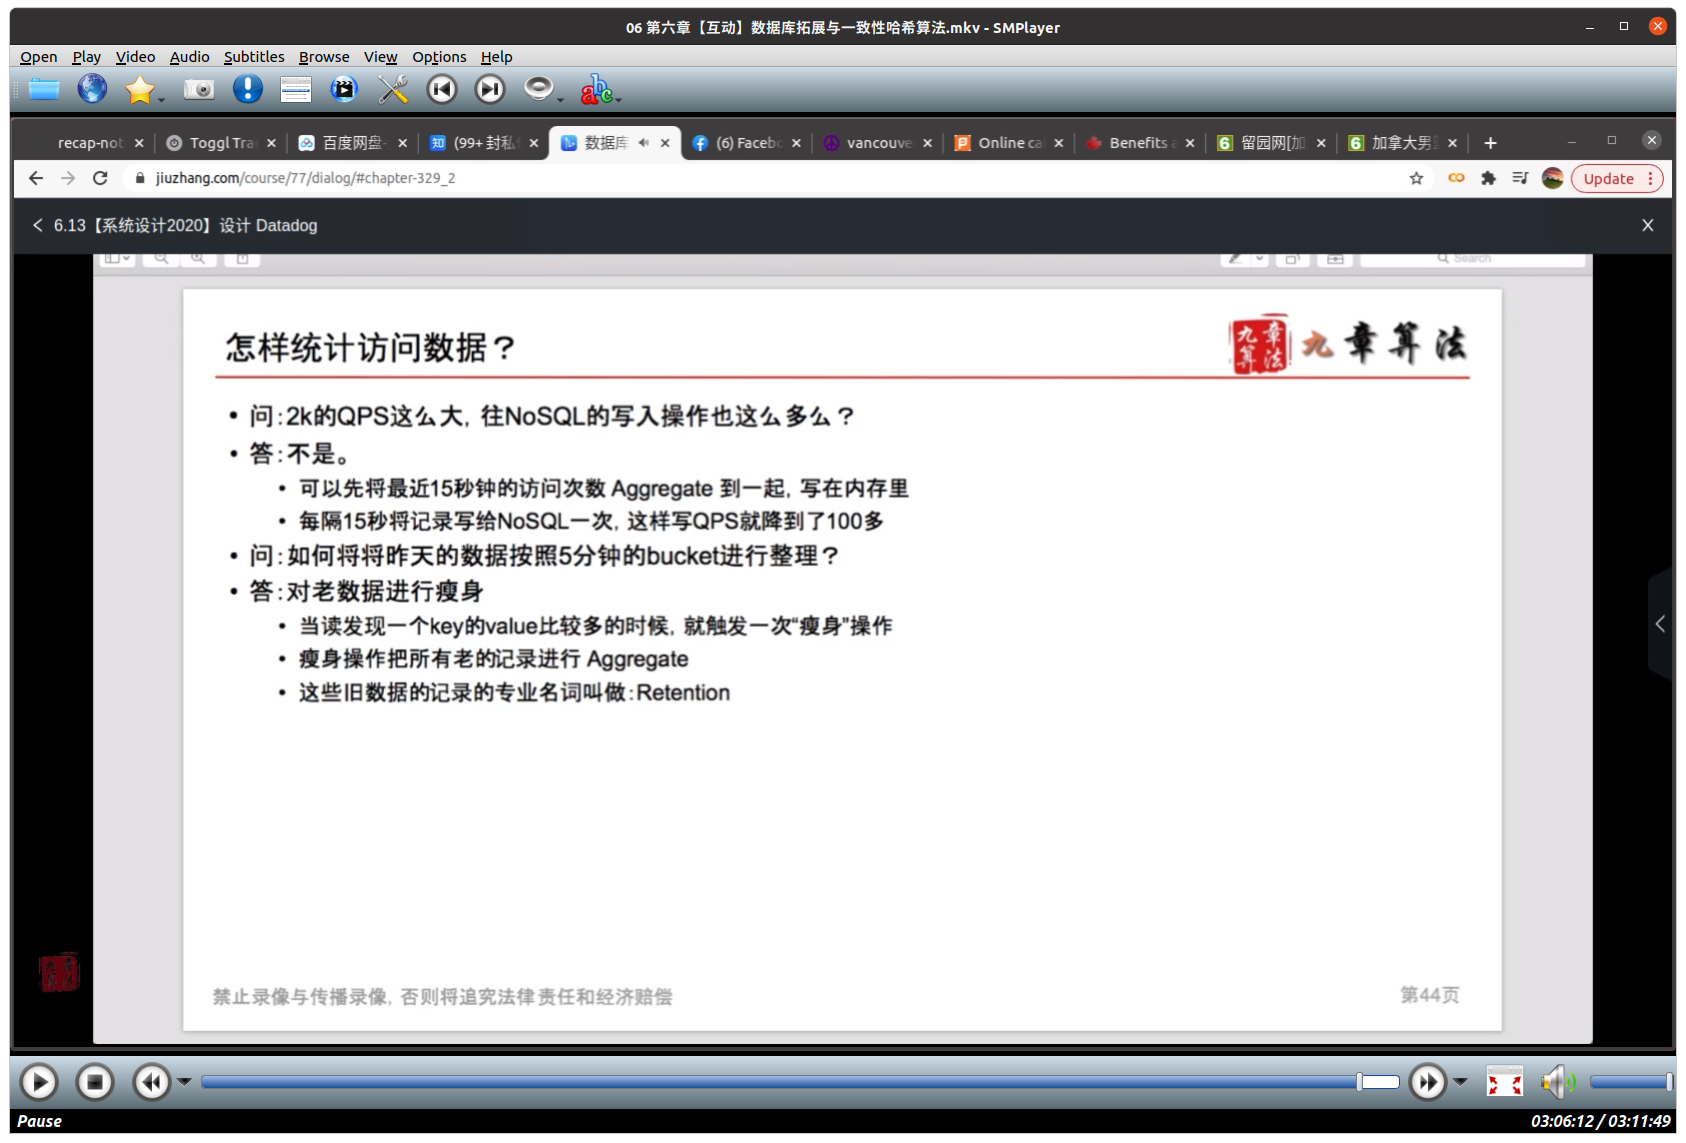 06 第六章【互动】数据库拓展与一致性哈希算法.mkv - SMPlayer
Open Play Video Audio Subtitles Browse View Options Help
recap-not Toggl Tra 百度网盘- (99+ 封私 数据库 (6) Facebo vancouve Online ca Benefits a 留园网[加 加拿大男
jiuzhang.com/course/77/dialog/#chapter-329_2
Update
6.13【系统设计2020】设计 Datadog
Search
怎样统计访问数据？
九章算法
九章算法
• 问：2k的QPS这么大，往NoSQL的写入操作也这么多么？
• 答：不是。
• 可以先将最近15秒钟的访问次数 Aggregate 到一起，写在内存里
• 每隔15秒将记录写给NoSQL一次，这样写QPS就降到了100多
• 问：如何将将昨天的数据按照5分钟的bucket进行整理？
• 答：对老数据进行瘦身
• 当读发现一个key的value比较多的时候，就触发一次“瘦身”操作
• 瘦身操作把所有老的记录进行 Aggregate
• 这些旧数据的记录的专业名词叫做：Retention
禁止录像与传播录像，否则将追究法律责任和经济赔偿
第44页
Pause
03:06:12 / 03:11:49